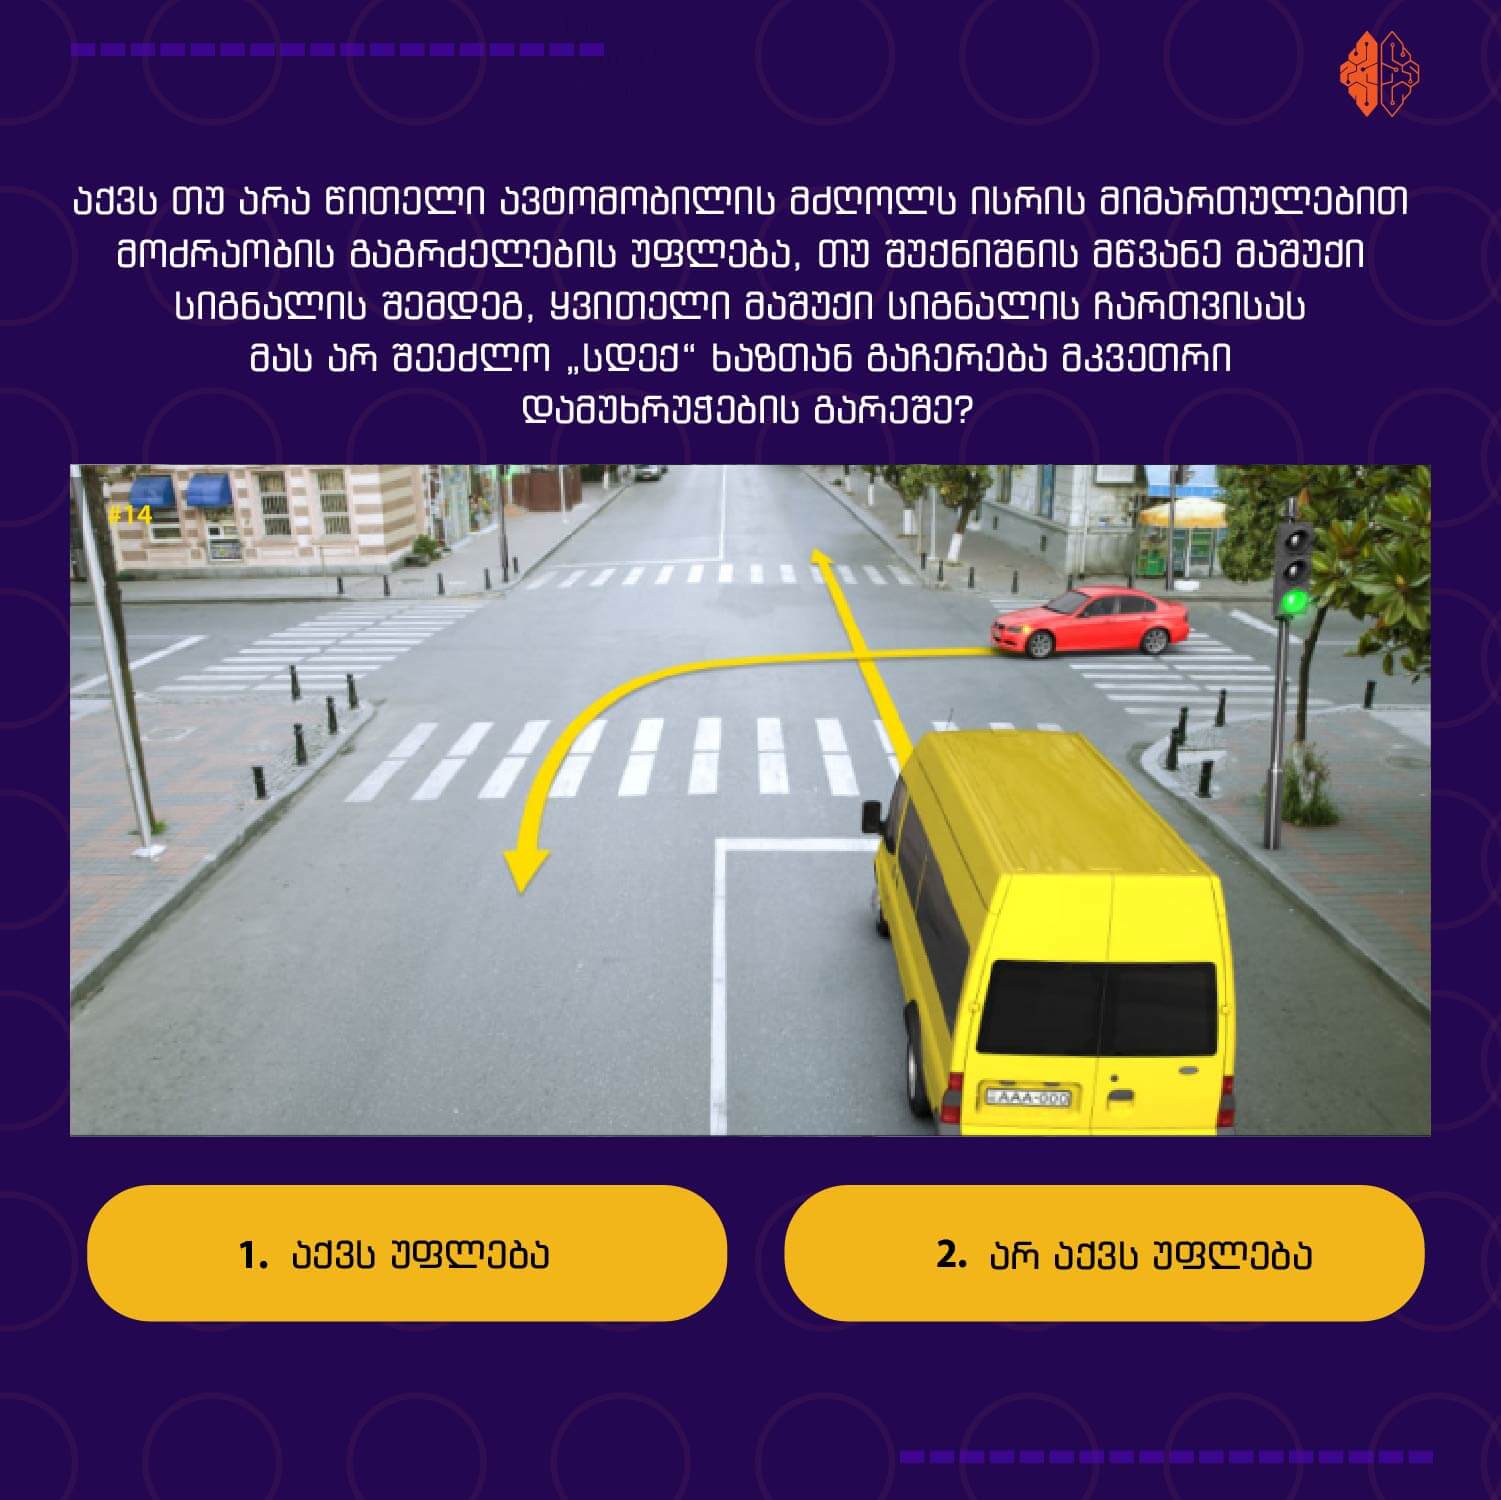 აქვს თუ არა წითელი ავტომობილის მძღოლს ისრის მიმართულებით
მოძრაობის გაგრძელების უფლება, თუ შუქნიშნის მწვანე მაშუქი
სიგნალის შემდეგ, ყვითელი მაშუქი სიგნალის ჩართვისას
მას არ შეეძლო „სდექ“ ხაზთან გაჩერება მკვეთრი
დამუხრუჭების გარეშე?
#14
AAA-000
1. აქვს უფლება
2. არ აქვს უფლება